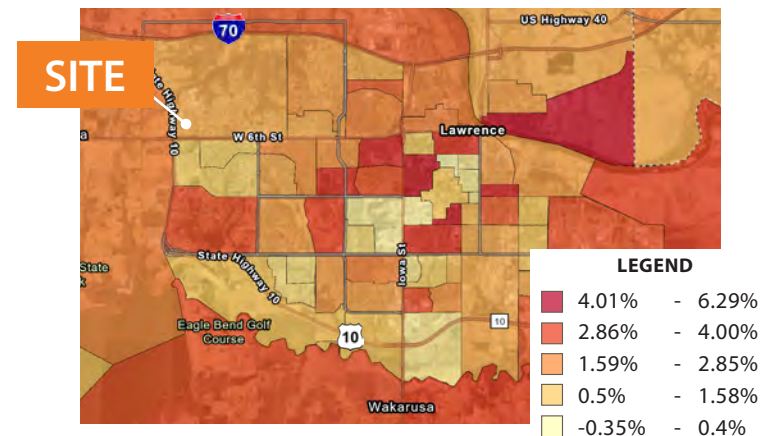 US Highway 40
70
SITE
te Highway 10
a
W 6th St
Lawrence
State
k
State Highway 10
Iowa St
Eagle Bend Golf
Course
10
10
Wakarusa
LEGEND
4.01% - 6.29%
2.86% - 4.00%
1.59% - 2.85%
0.5% - 1.58%
-0.35% - 0.4%